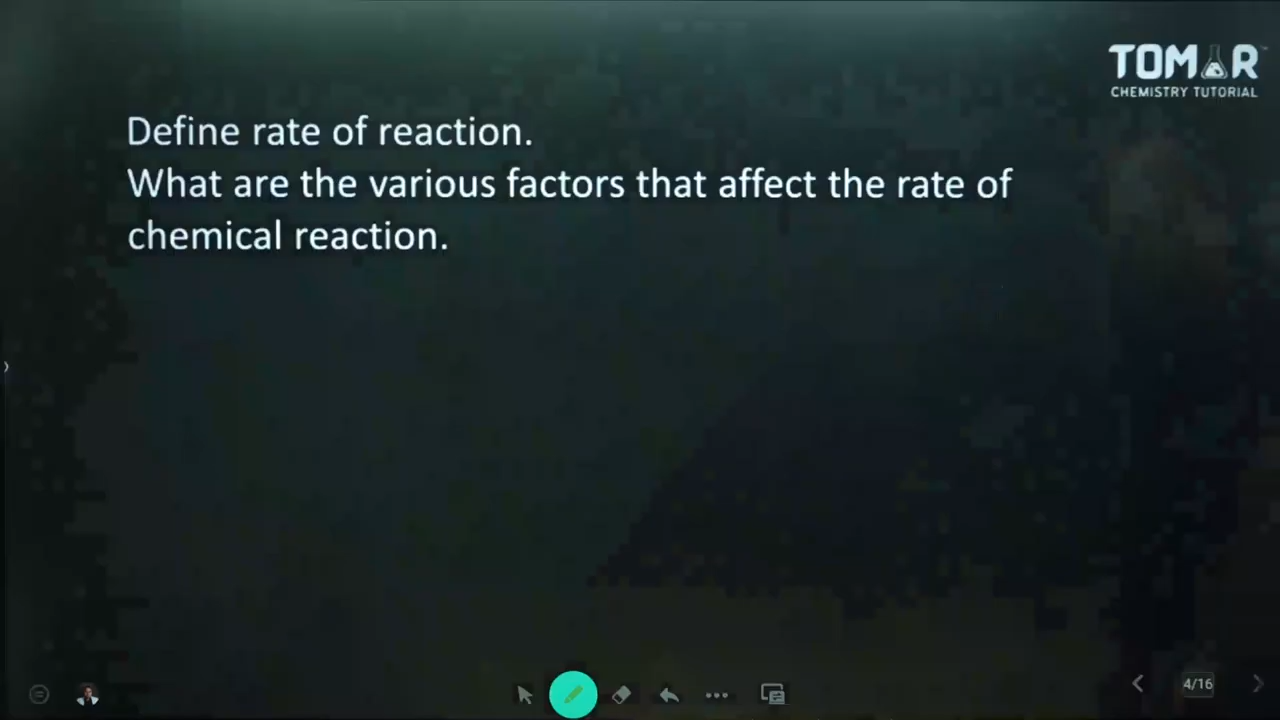 TOMAR
CHEMISTRY TUTORIAL
Define rate of reaction.
What are the various factors that affect the rate of
chemical reaction.
4/16